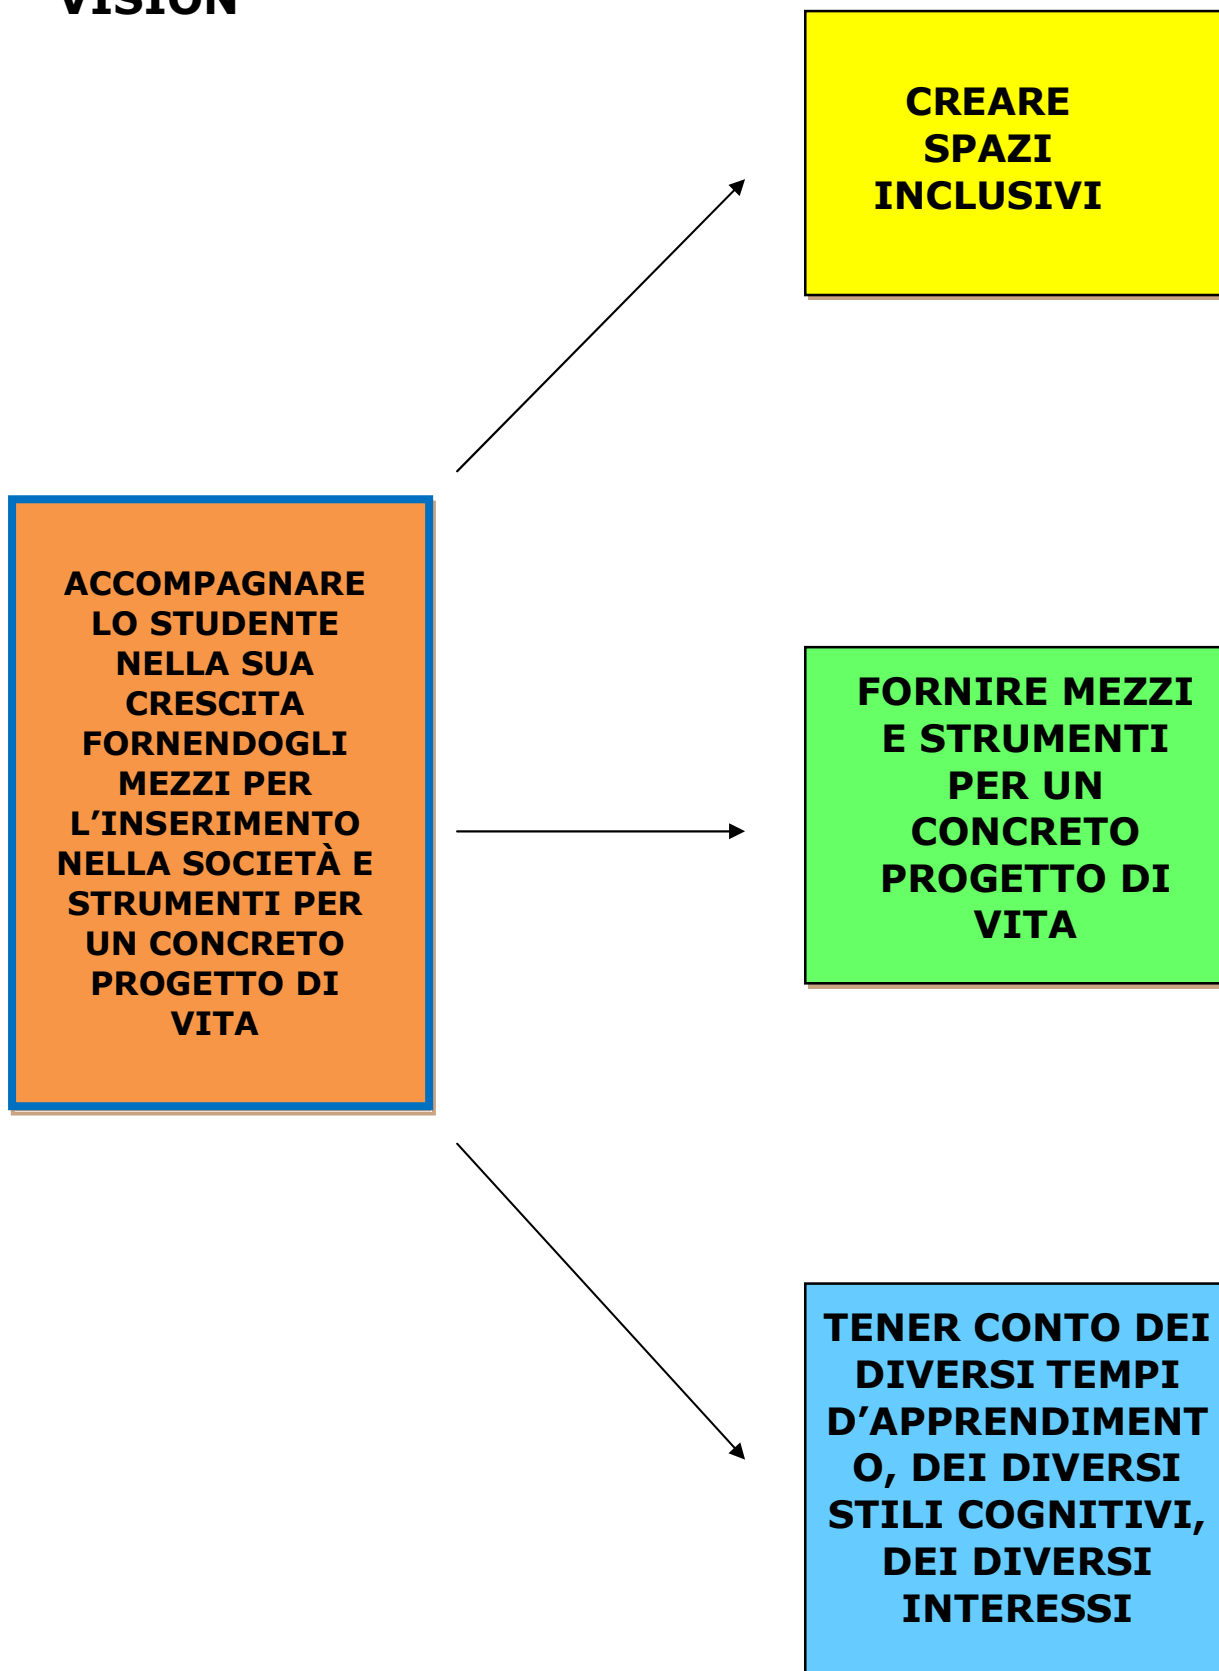 VISION
CREARE
SPAZI
INCLUSIVI
ACCOMPAGNARE
LO STUDENTE
NELLA SUA
CRESCITA
FORNENDOGLI
MEZZI PER
L’INSERIMENTO
NELLA SOCIETÀ E
STRUMENTI PER
UN CONCRETO
PROGETTO DI
VITA
FORNIRE MEZZI
E STRUMENTI
PER UN
CONCRETO
PROGETTO DI
VITA
TENER CONTO DEI
DIVERSI TEMPI
D’APPRENDIMENT
O, DEI DIVERSI
STILI COGNITIVI,
DEI DIVERSI
INTERESSI